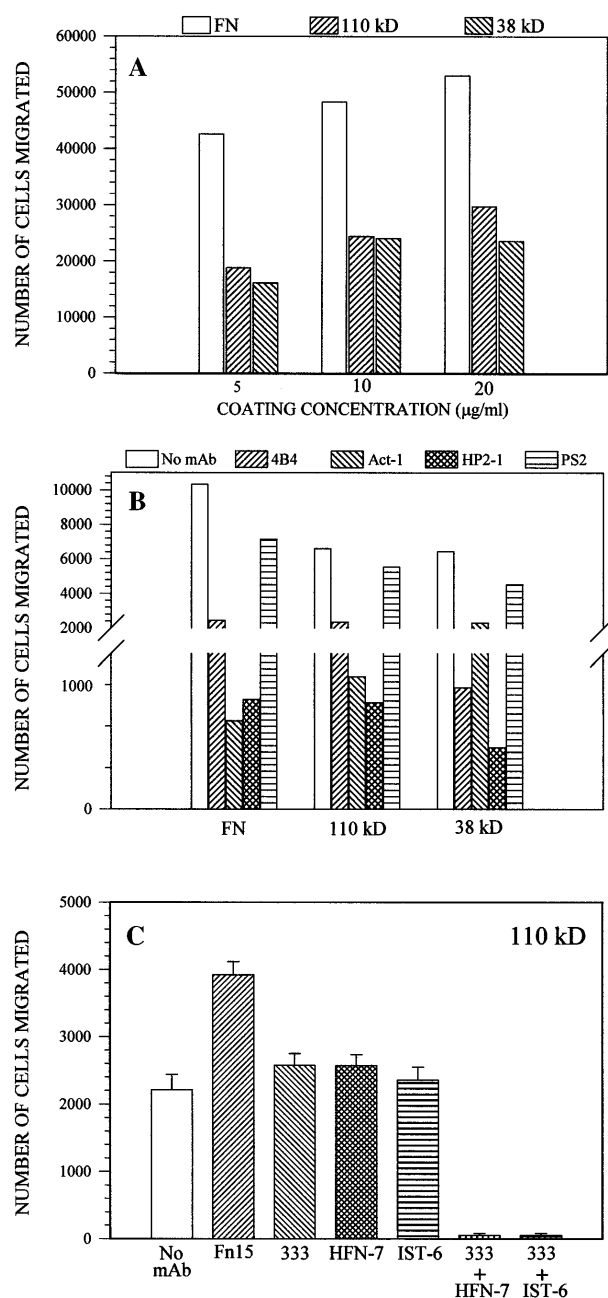 FN 110 kD 38 kD
A
NUMBER OF CELLS MIGRATED
60000
50000
40000
30000
20000
10000
0
5 10 20
COATING CONCENTRATION (µg/ml)
No mAb 4B4 Act-1 HP2-1 PS2
B
NUMBER OF CELLS MIGRATED
10000
8000
6000
4000
2000
1000
0
FN 110 kD 38 kD
C
110 kD
NUMBER OF CELLS MIGRATED
5000
4000
3000
2000
1000
0
No mAb
Fn15
333
HFN-7
IST-6
333
+
HFN-7
333
+
IST-6